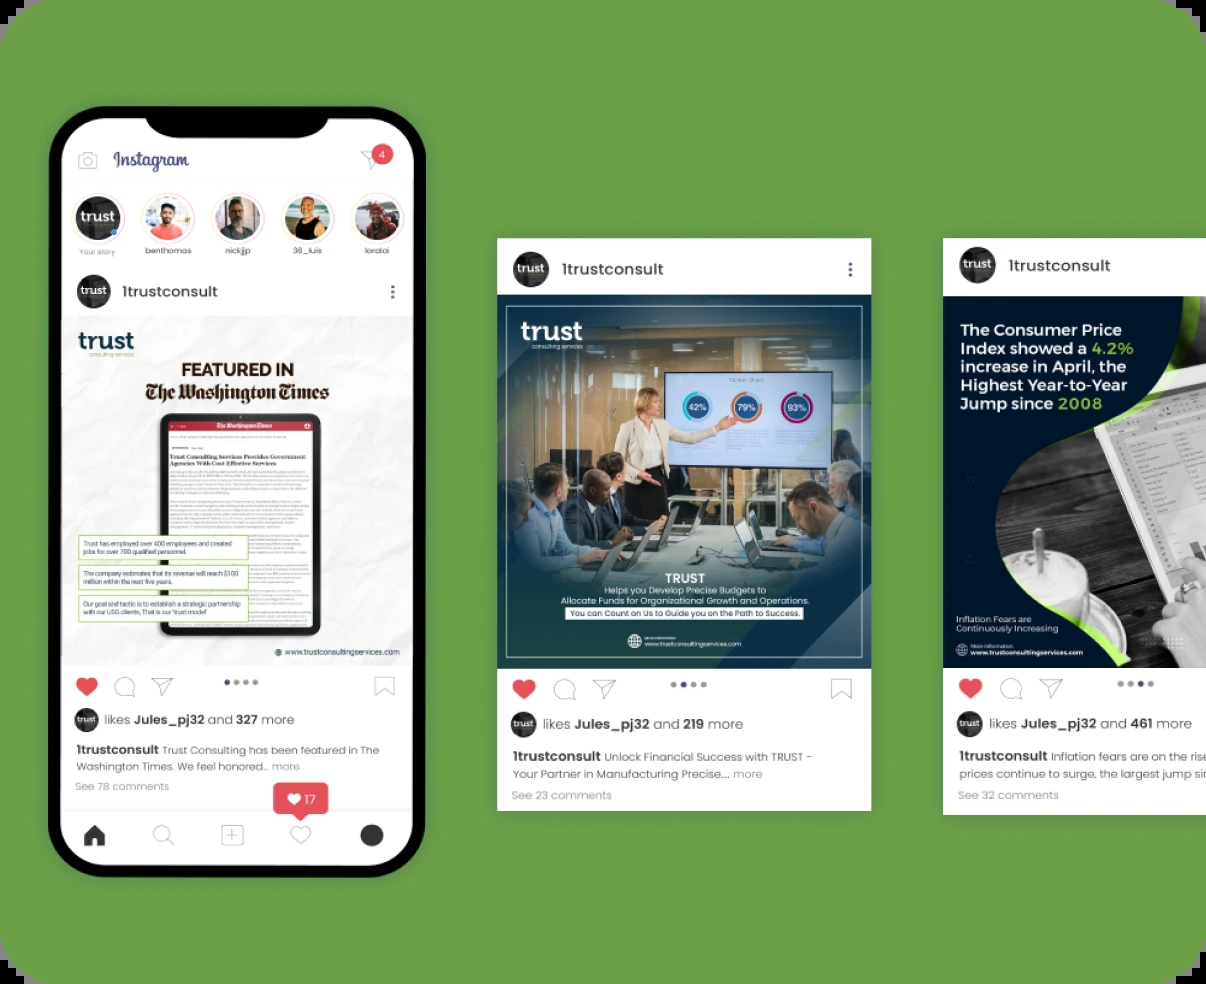 Instagram
4
trust
Your story
benthomas
nickjjp
36_luis
loralai
trust
1trustconsult
trust
consulting services
FEATURED IN
The Washington Times
The Washington Times
Trust Consulting Services Provides Government
Agencies With Cost-Effective Services
Trust has employed over 400 employees and created
jobs for over 700 qualified personnel.
The company estimates that its revenue will reach $100
million within the next five years.
Our goal and tactic is to establish a strategic partnership
with our USG clients, That is our "trust model"
www.trustconsultingservices.com
trust
likes Jules_pj32 and 327 more
1trustconsult Trust Consulting has been featured in The
Washington Times. We feel honored... more
See 78 comments
17
trust
1trustconsult
trust
consulting services
Market Share
42%
79%
93%
TRUST
Helps you Develop Precise Budgets to
Allocate Funds for Organizational Growth and Operations.
You can Count on Us to Guide you on the Path to Success.
More Information
www.trustconsultingservices.com
trust
likes Jules_pj32 and 219 more
1trustconsult Unlock Financial Success with TRUST -
Your Partner in Manufacturing Precise.... more
See 23 comments
trust
1trustconsult
The Consumer Price
Index showed a 4.2%
increase in April, the
Highest Year-to-Year
Jump since 2008
Inflation Fears are
Continuously Increasing
More Information
www.trustconsultingservices.com
trust
likes Jules_pj32 and 461 more
1trustconsult Inflation fears are on the rise
prices continue to surge, the largest jump sin
See 32 comments